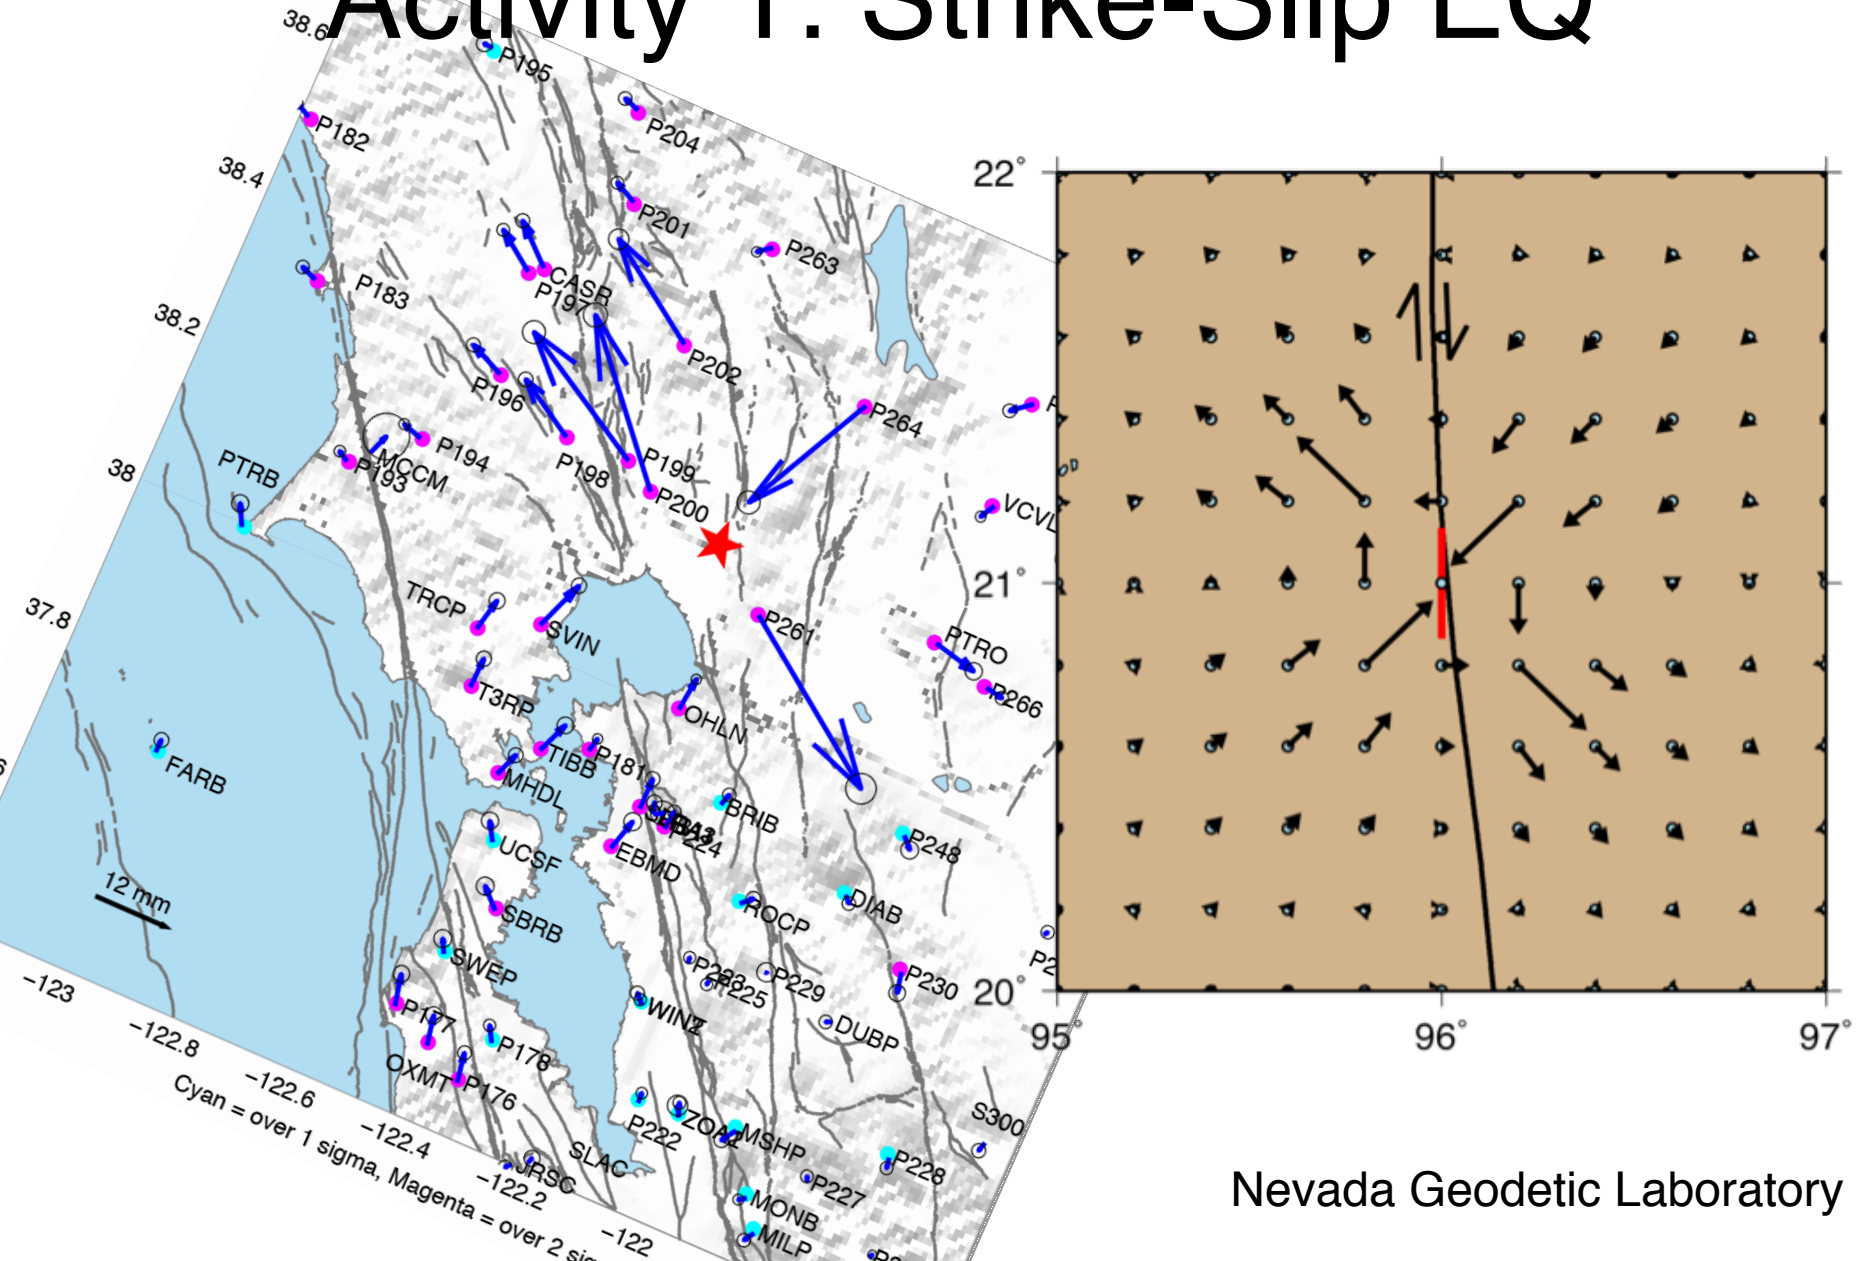 Activity 1: Strike-Slip EQ
38.6
P195
P182
P204
38.4
P201
P263
CASR
P197
P183
38.2
P202
P196
P264
P194
MCCM
P193
P198
P199
P200
PTRB
38
VCVL
TRCP
SVIN
P261
PTRO
P266
37.8
T3RP
OHLN
TIBB
P181
MHDL
FARB
BRIB
P224
EBMD
P248
UCSF
DIAB
ROCP
SBRB
12 mm
SWEP
P225
P229
P230
P177
WINT
DUBP
P178
OXMT
P176
−123
−122.8
−122.6
−122.4
−122.2
−122
P222
ZOA2
MSHP
S300
P228
SLAC
JRSC
P227
MONB
MILP
Cyan = over 1 sigma, Magenta = over 2 sig
22°
21°
20°
95°
96°
97°
Nevada Geodetic Laboratory